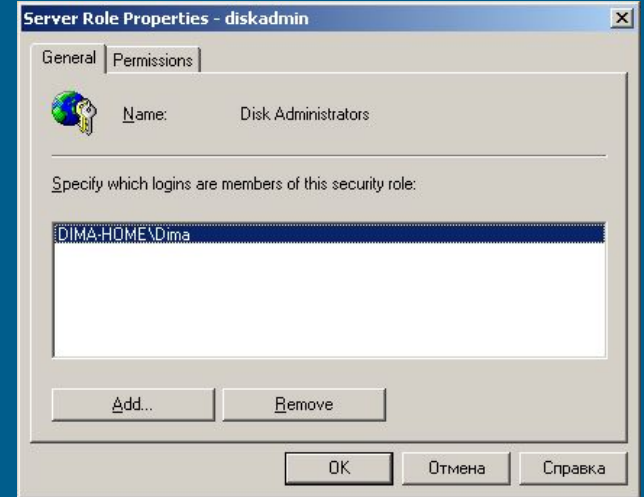 Server Role Properties - diskadmin
General Permissions
Name: Disk Administrators
Specify which logins are members of this security role:
DIMA-HOME\Dima
Add... Remove
OK Отмена Справка